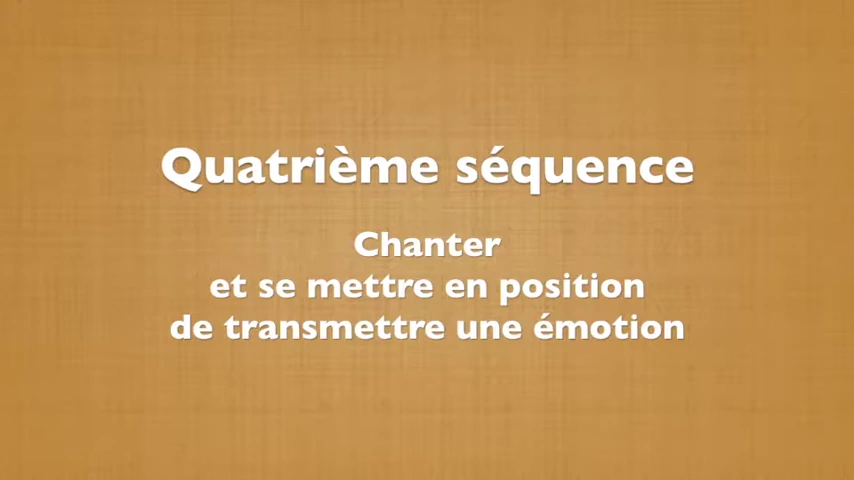 Quatrième séquence
Chanter
et se mettre en position
de transmettre une émotion